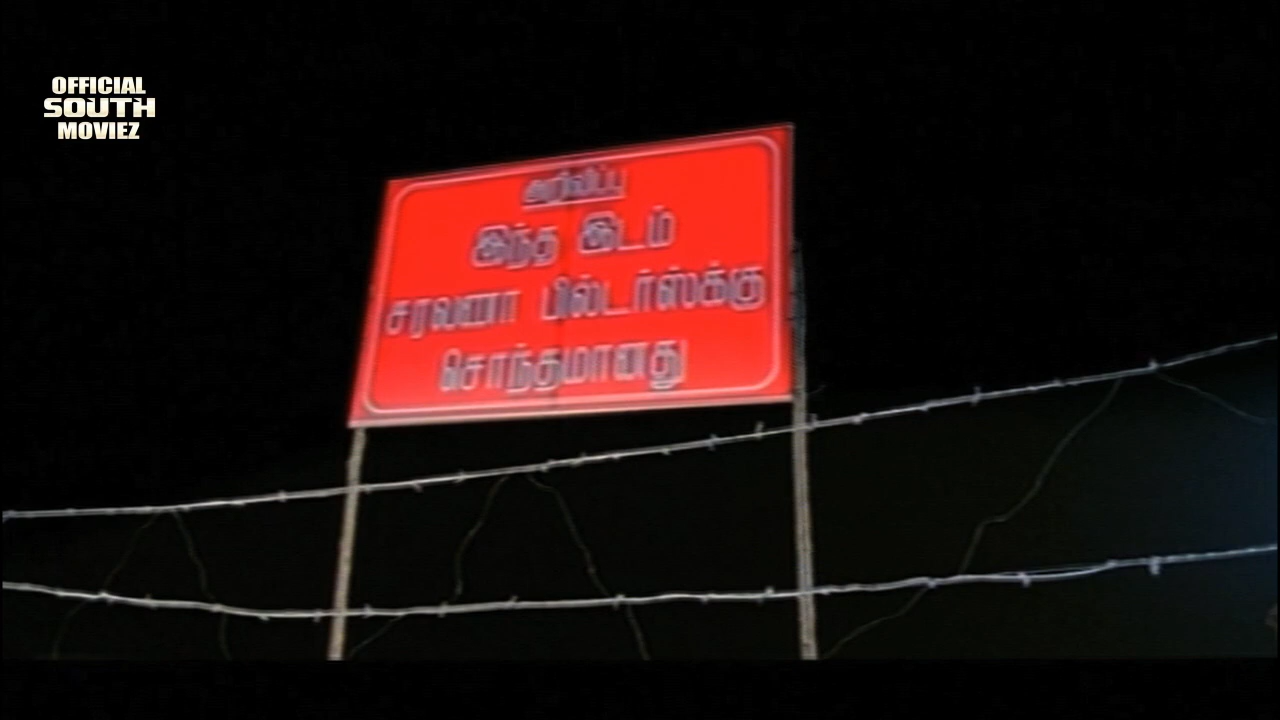 OFFICIAL
SOUTH
MOVIEZ
அறிவிப்பு
இந்த இடம்
சரவணா பில்டர்ஸ்க்கு
சொந்தமானது